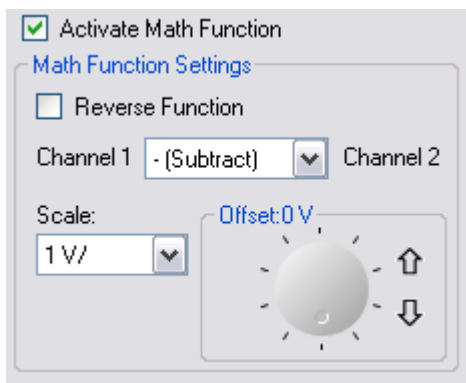 Activate Math Function
Math Function Settings
Reverse Function
Channel 1 - (Subtract) Channel 2
Scale: Offset:0 V
1 V/